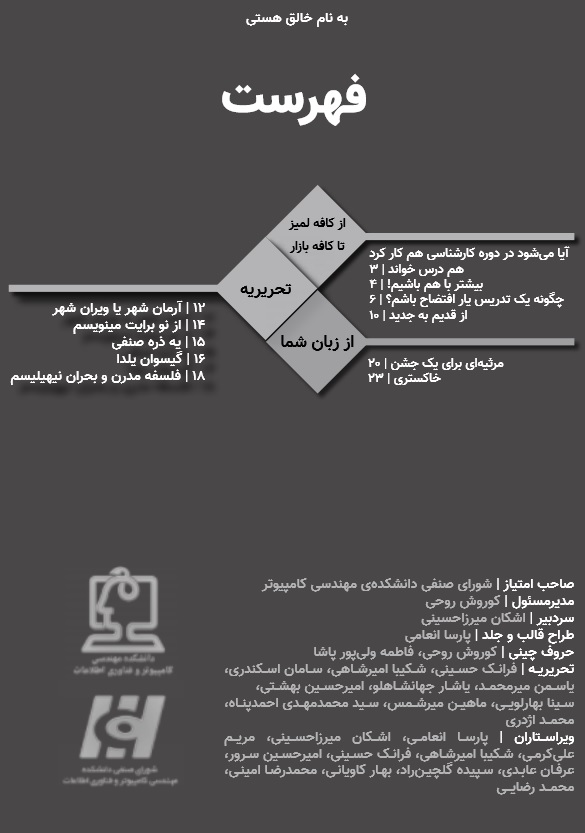 به نام خالق هستی
فهرست
از کافه لمیز
تا کافه بازار
آیا می‌شود در دوره کارشناسی هم کار کرد
هم درس خواند | ۳
بیشتر با هم باشیم! | ۴
چگونه یک تدریس یار افتضاح باشم؟ | ۶
از قدیم به جدید | ۱۰
تحریریه
۱۲ | آرمان شهر یا ویران شهر
۱۴ | از نو برایت مینویسم
۱۵ | یه ذره صنفی
۱۶ | گیسوان یلدا
۱۸ | فلسفه مدرن و بحران نیهیلیسم
از زبان شما
مرثیه‌ای برای یک جشن | ۲۰
خاکستری | ۲۳
صاحب امتیاز | شورای صنفی دانشکده‌ی مهندسی کامپیوتر
مدیرمسئول | کوروش روحی
سردبیر | اشکان میرزاحسینی
طراح قالب و جلد | پارسا انعامی
حروف چینی | کوروش روحی، فاطمه ولی‌پور پاشا
تحریریه | فرانک حسینی، شکیبا امیرشاهی، سامان اسکندری،
یاسمن میرمحمد، یاشار جهانشاهلو، امیرحسین بهشتی،
سینا بهارلویی، ماهین میرشمس، سید محمدمهدی احمدپناه،
محمد اژدری
ویراستاران | پارسا انعامی، اشکان میرزاحسینی، مریم
علی‌کرمی، شکیبا امیرشاهی، فرانک حسینی، امیرحسین سرور،
عرفان عابدی، سپیده گلچین‌راد، بهار کاویانی، محمدرضا امینی،
محمد رضایی
دانشکده مهندسی
کامپیوتر و فناوری اطلاعات
شورای صنفی دانشکده
مهندسی کامپیوتر و فناوری اطلاعات